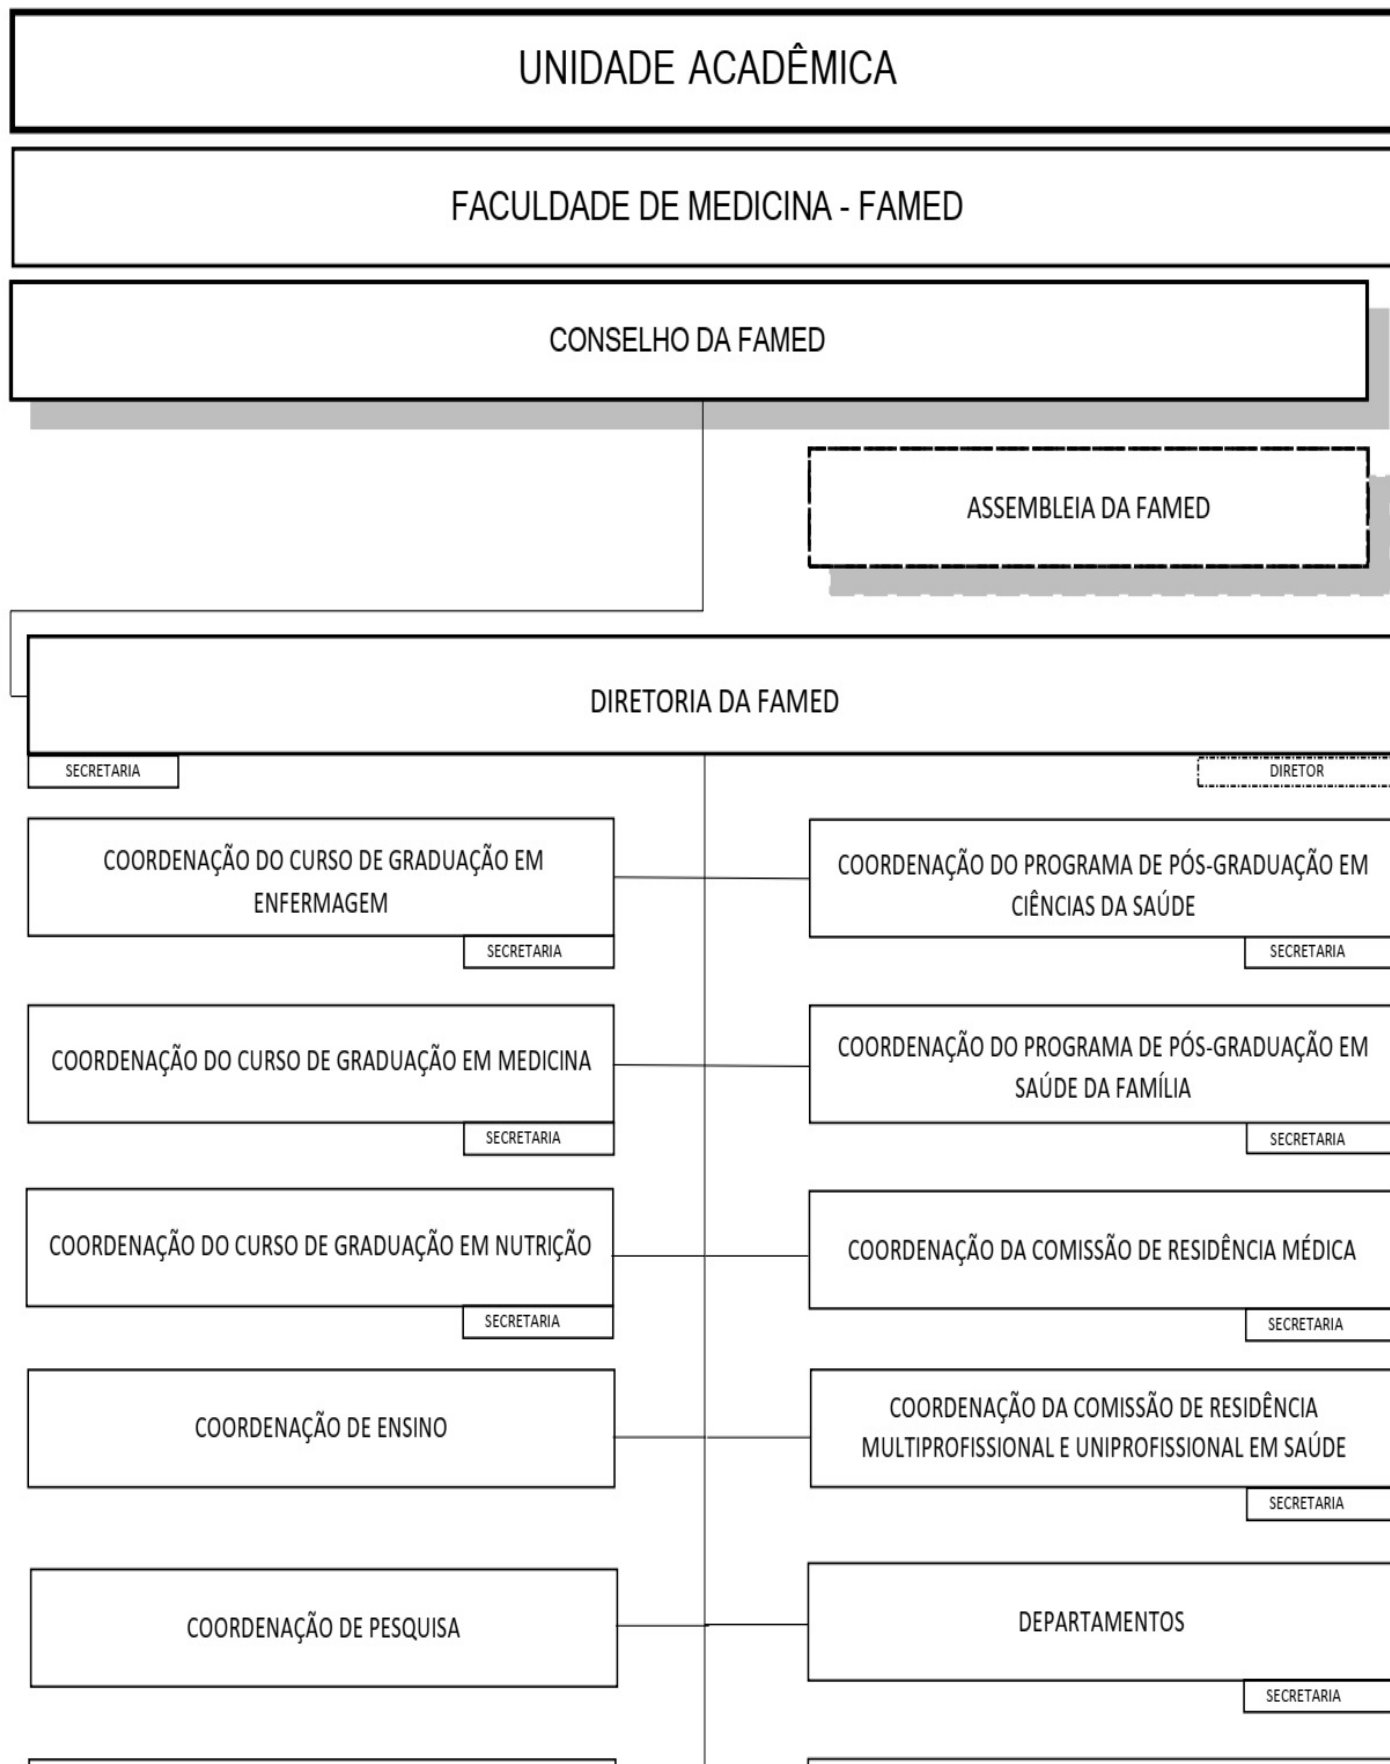 UNIDADE ACADÊMICA
FACULDADE DE MEDICINA - FAMED
CONSELHO DA FAMED
ASSEMBLEIA DA FAMED
DIRETORIA DA FAMED
SECRETARIA
DIRETOR
COORDENAÇÃO DO CURSO DE GRADUAÇÃO EM
ENFERMAGEM
SECRETARIA
COORDENAÇÃO DO PROGRAMA DE PÓS-GRADUAÇÃO EM
CIÊNCIAS DA SAÚDE
SECRETARIA
COORDENAÇÃO DO CURSO DE GRADUAÇÃO EM MEDICINA
SECRETARIA
COORDENAÇÃO DO PROGRAMA DE PÓS-GRADUAÇÃO EM
SAÚDE DA FAMÍLIA
SECRETARIA
COORDENAÇÃO DO CURSO DE GRADUAÇÃO EM NUTRIÇÃO
SECRETARIA
COORDENAÇÃO DA COMISSÃO DE RESIDÊNCIA MÉDICA
SECRETARIA
COORDENAÇÃO DE ENSINO
COORDENAÇÃO DA COMISSÃO DE RESIDÊNCIA
MULTIPROFISSIONAL E UNIPROFISSIONAL EM SAÚDE
SECRETARIA
COORDENAÇÃO DE PESQUISA
DEPARTAMENTOS
SECRETARIA